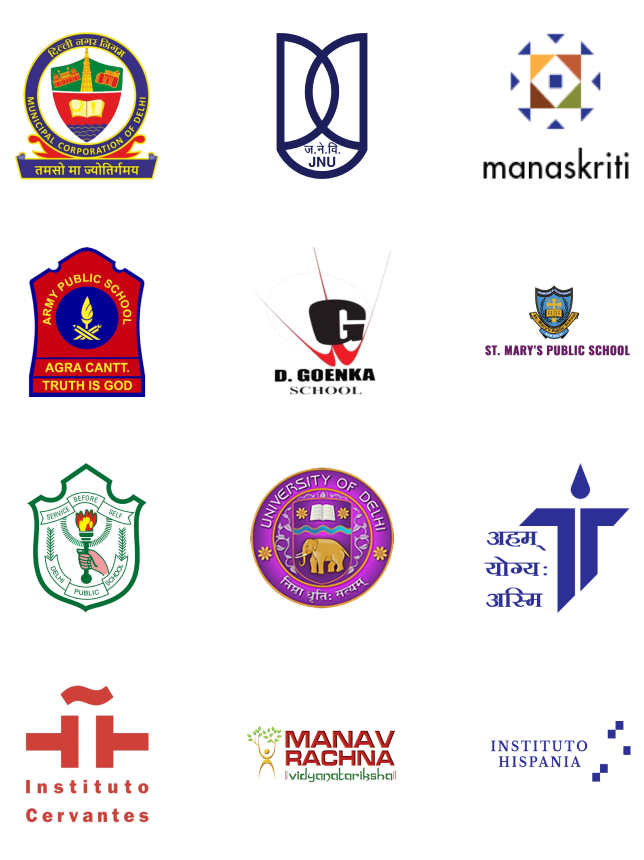 दिल्ली नगर निगम
MUNICIPAL CORPORATION OF DELHI
तमसो मा ज्योतिर्गमय
ज.ने.वि.
JNU
manaskriti
ARMY PUBLIC SCHOOL
AGRA CANTT.
TRUTH IS GOD
G
D. GOENKA
SCHOOL
ST. MARY'S PUBLIC SCHOOL
SERVICE BEFORE SELF
DELHI PUBLIC SCHOOL
UNIVERSITY OF DELHI
निष्ठा धृतिः सत्यम्
अहम्
योग्यः
अस्मि
Instituto
Cervantes
MANAV
RACHNA
vidyanatariksha
INSTITUTO
HISPANIA